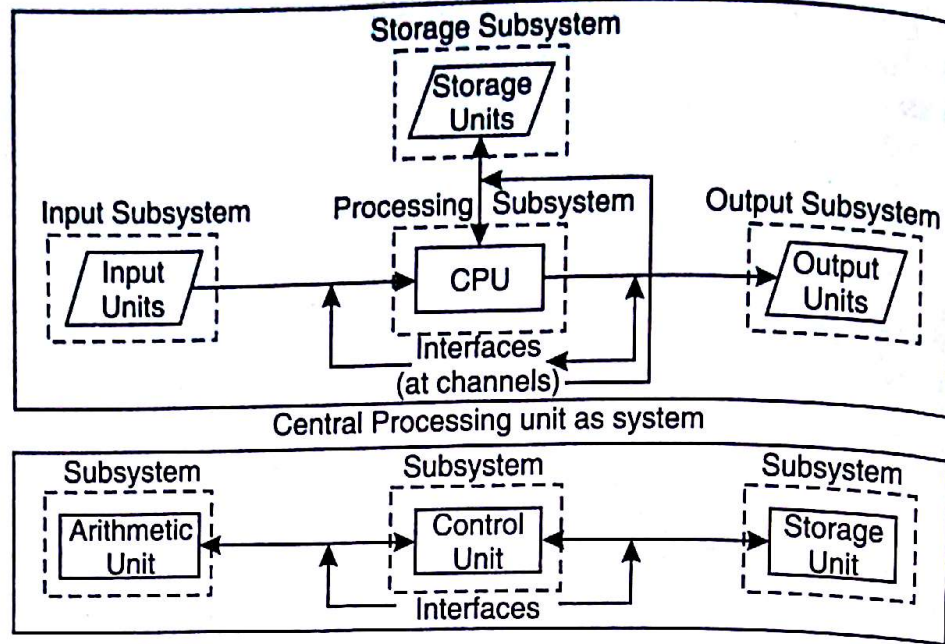 Storage Subsystem
Storage
Units
Input Subsystem
Processing Subsystem
Output Subsystem
Input
Units
CPU
Output
Units
Interfaces
(at channels)
Central Processing unit as system
Subsystem
Subsystem
Subsystem
Arithmetic
Unit
Control
Unit
Storage
Unit
Interfaces